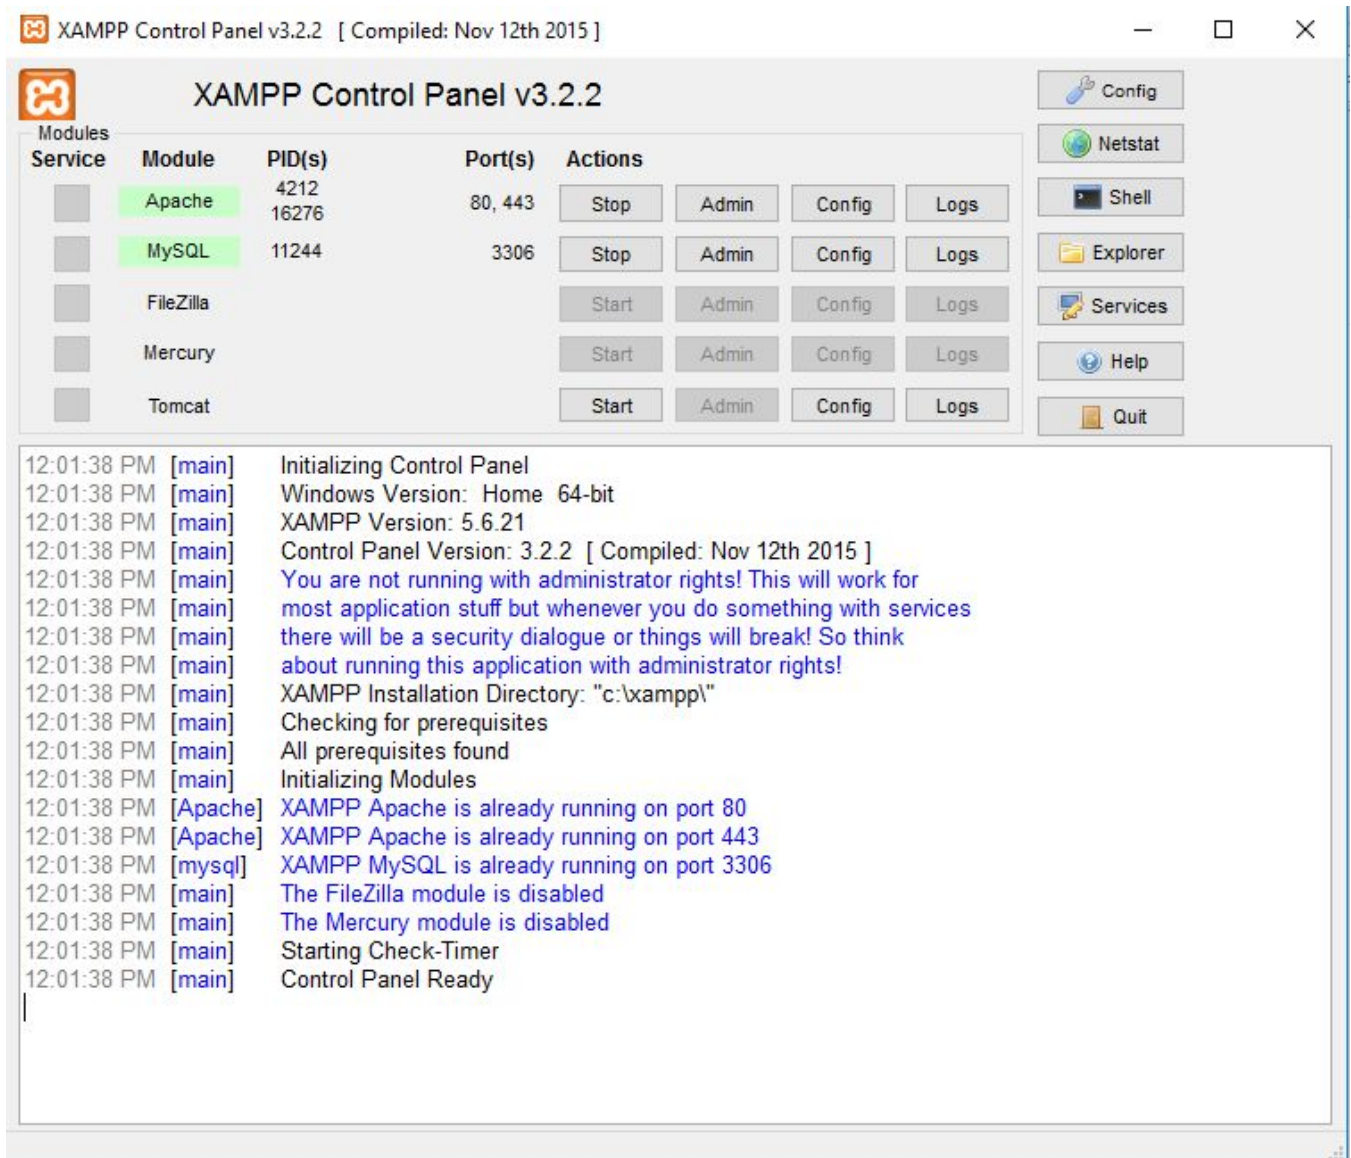 XAMPP Control Panel v3.2.2 [ Compiled: Nov 12th 2015 ]
XAMPP Control Panel v3.2.2
Modules
Service Module PID(s) Port(s) Actions
Apache 4212 16276 80, 443 Stop Admin Config Logs
MySQL 11244 3306 Stop Admin Config Logs
FileZilla Start Admin Config Logs
Mercury Start Admin Config Logs
Tomcat Start Admin Config Logs
Config
Netstat
Shell
Explorer
Services
Help
Quit
12:01:38 PM [main] Initializing Control Panel
12:01:38 PM [main] Windows Version: Home 64-bit
12:01:38 PM [main] XAMPP Version: 5.6.21
12:01:38 PM [main] Control Panel Version: 3.2.2 [ Compiled: Nov 12th 2015 ]
12:01:38 PM [main] You are not running with administrator rights! This will work for
12:01:38 PM [main] most application stuff but whenever you do something with services
12:01:38 PM [main] there will be a security dialogue or things will break! So think
12:01:38 PM [main] about running this application with administrator rights!
12:01:38 PM [main] XAMPP Installation Directory: "c:\xampp\"
12:01:38 PM [main] Checking for prerequisites
12:01:38 PM [main] All prerequisites found
12:01:38 PM [main] Initializing Modules
12:01:38 PM [Apache] XAMPP Apache is already running on port 80
12:01:38 PM [Apache] XAMPP Apache is already running on port 443
12:01:38 PM [mysql] XAMPP MySQL is already running on port 3306
12:01:38 PM [main] The FileZilla module is disabled
12:01:38 PM [main] The Mercury module is disabled
12:01:38 PM [main] Starting Check-Timer
12:01:38 PM [main] Control Panel Ready